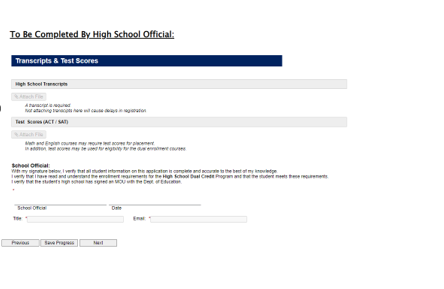 To Be Completed By High School Official:
Transcripts & Test Scores
High School Transcripts
Attach File
A transcript is required
Not attaching transcripts here will cause delays in registration
Test Scores (ACT / SAT)
Attach File
Math and English courses may require test scores for placement
In addition, test scores may be used for eligibility for the dual enrollment courses
School Official:
With my signature below, I verify that all student information on this application is complete and accurate to the best of my knowledge.
I verify that I have read and understand the enrollment requirements for the High School Dual Credit Program and that the student meets these requirements.
I verify that the student's high school has signed an MOU with the Dept. of Education.
*
School Official Date
Title: * Email: *
Previous Save Progress Next